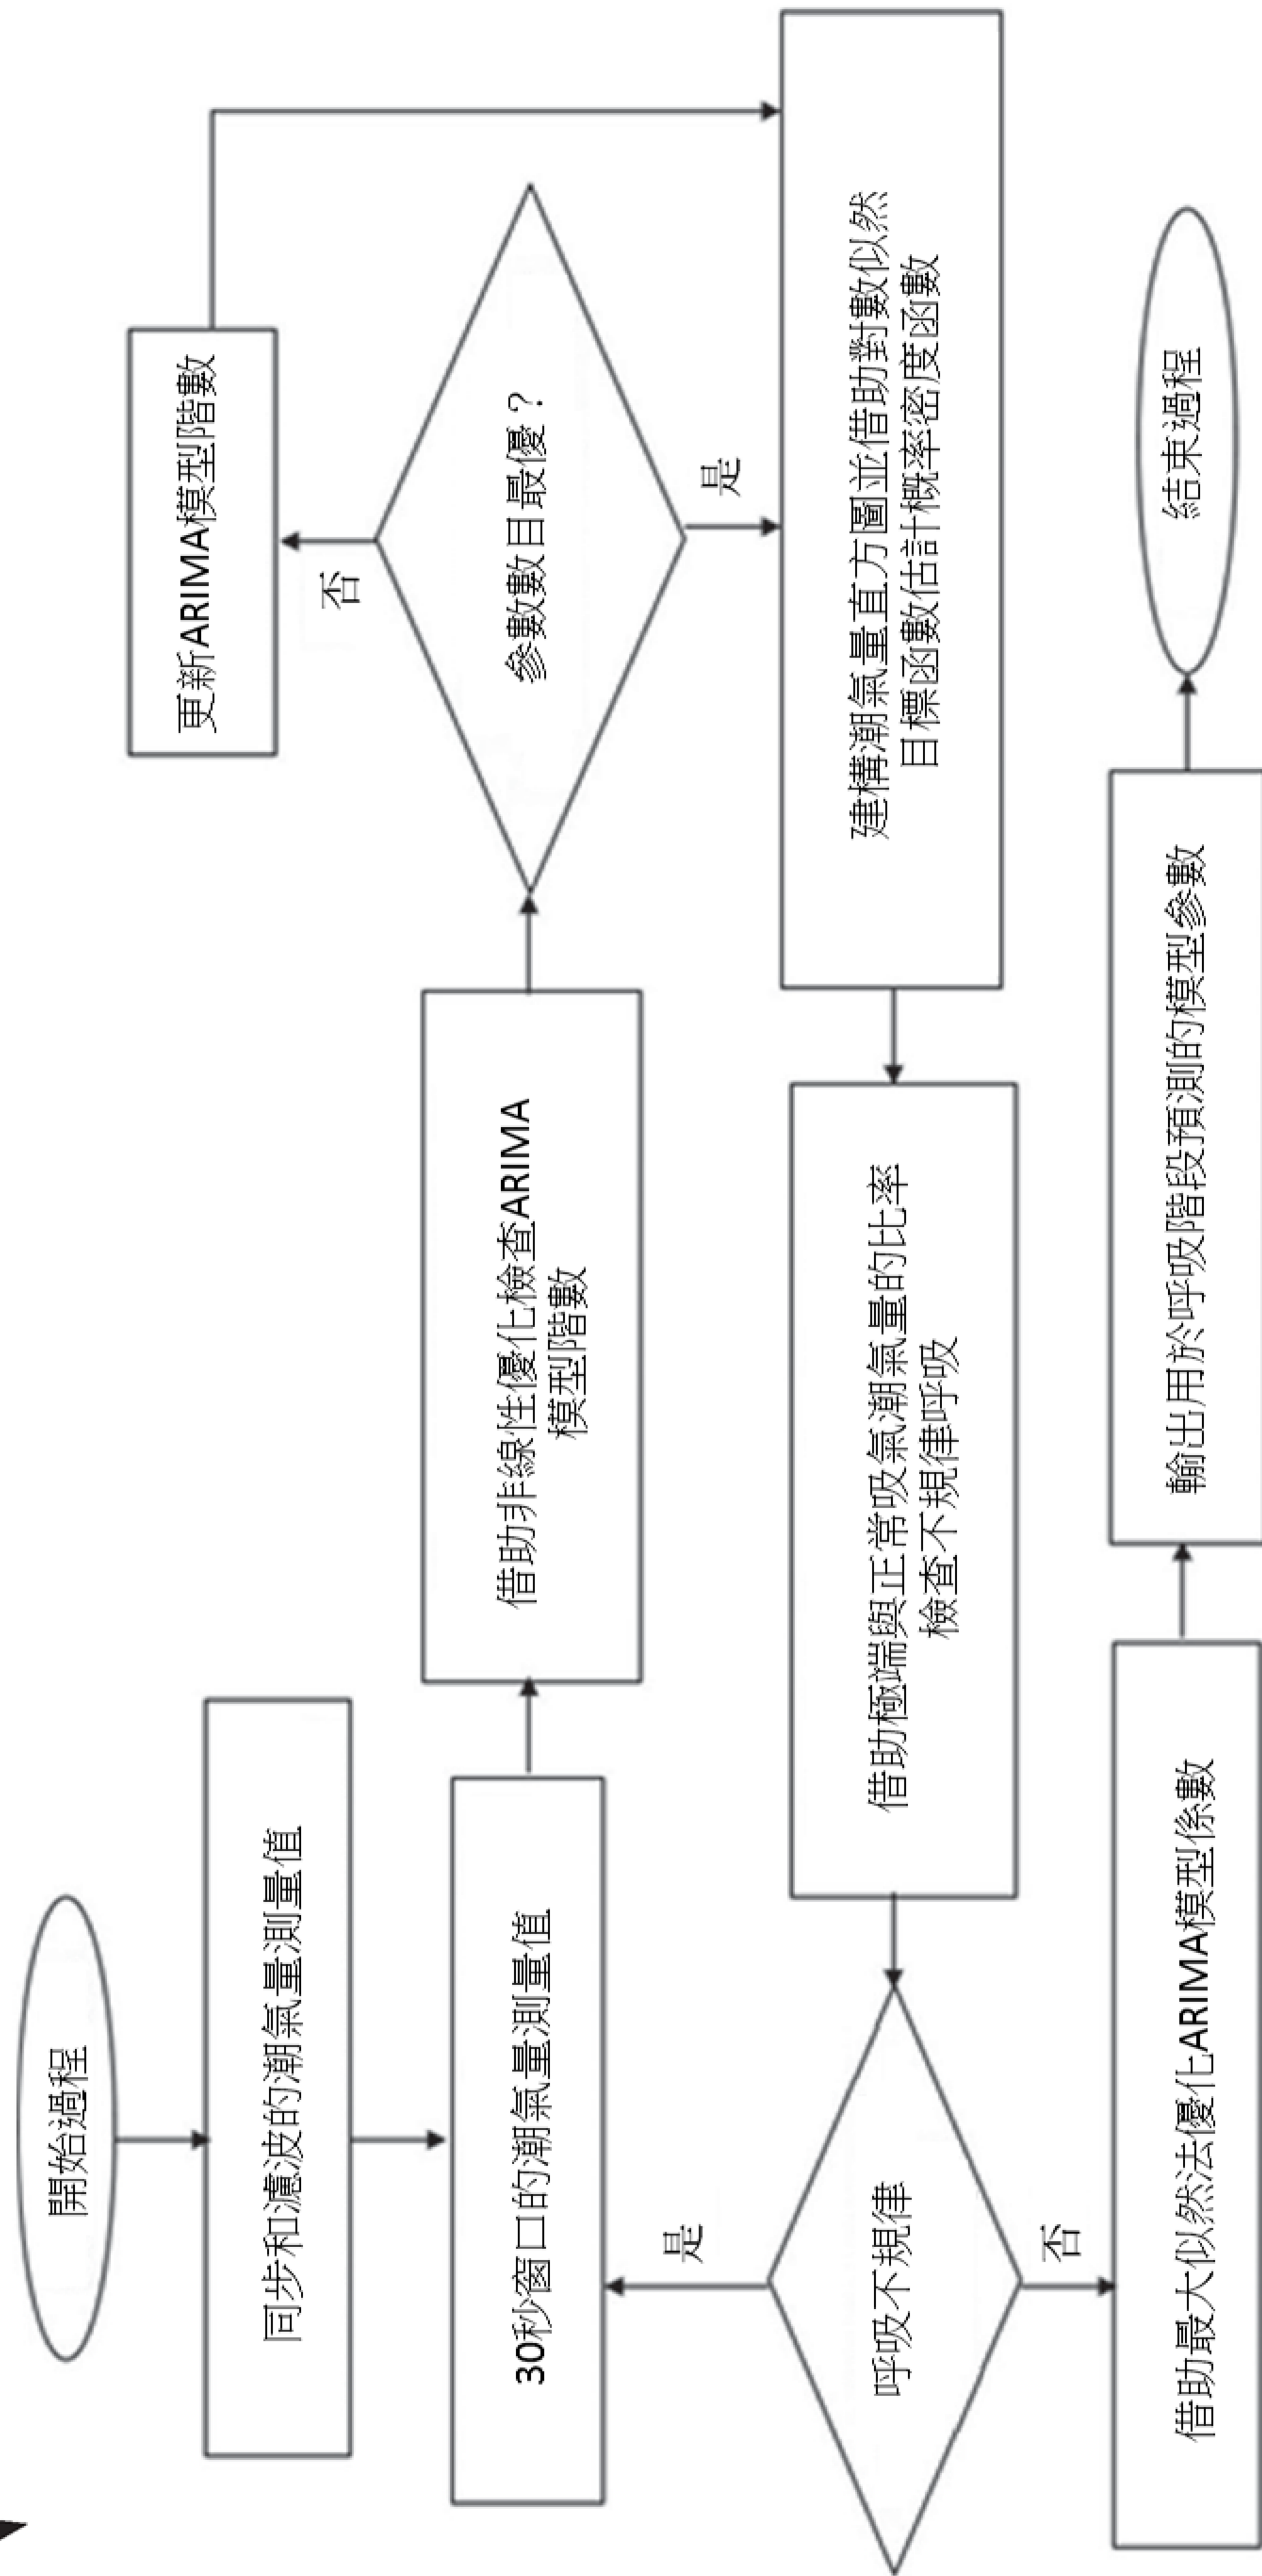 開始過程
同步和濾波的潮氣量測量值
30秒窗口的潮氣量測量值
借助非線性優化檢查ARIMA
模型階數
參數數目最優？
否
更新ARIMA模型階數
是
建構潮氣量直方圖並借助對數似然
目標函數估計概率密度函數
借助極端與正常吸氣潮氣量的比率
檢查不規律呼吸
呼吸不規律
是
否
借助最大似然法優化ARIMA模型係數
輸出用於呼吸階段預測的模型參數
結束過程